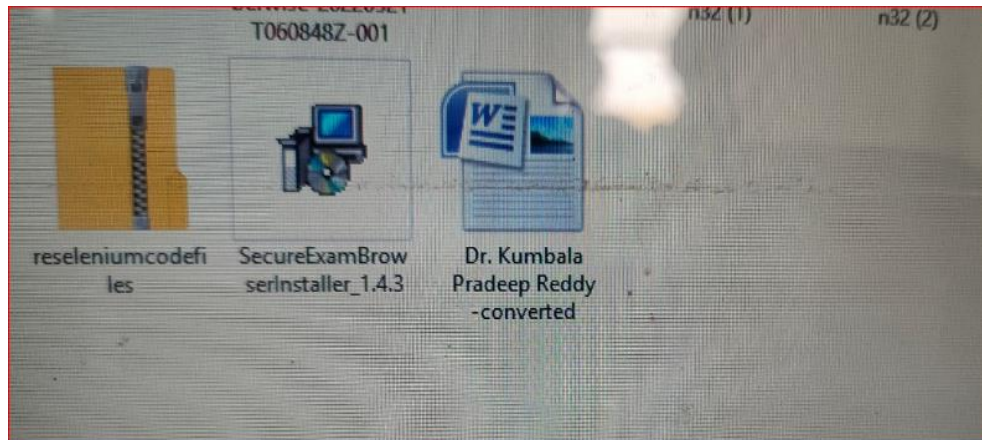 T060848Z-001
n32 (1)
n32 (2)
reseleniumcodefi
les
SecureExamBrow
serInstaller_1.4.3
Dr. Kumbala
Pradeep Reddy
-converted
W